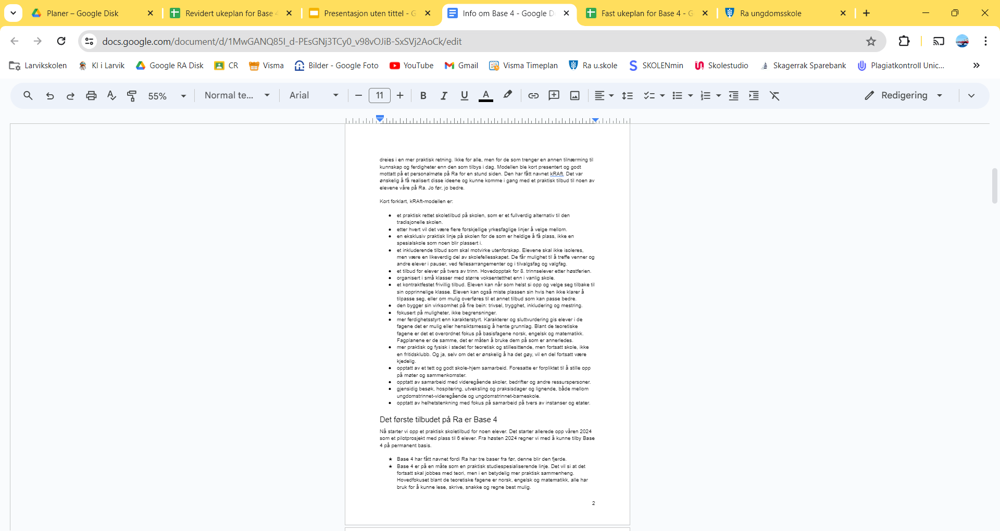 Planer – Google Disk
Revidert ukeplan for Base 4
Presentasjon uten tittel - G
Info om Base 4 - Google D
Fast ukeplan for Base 4 - G
Ra ungdomsskole
docs.google.com/document/d/1MwGANQ85I_d-PEsGNj3TCy0_v98vOJiB-SxSVj2AoCk/edit
Larvikskolen KI i Larvik Google RA Disk CR Visma Bilder - Google Foto YouTube Gmail Visma Timeplan Ra u.skole SKOLENmin Skolestudio Skagerrak Sparebank Plagiatkontroll Unic...
55% Normal te... Arial 11 Redigering
dreies i en mer praktisk retning. Ikke for alle, men for de som trenger en annen tilnærming til
kunnskap og ferdigheter enn den som tilbys i dag. Modellen ble kort presentert og godt
mottatt på et personalmøte på Ra for en stund siden. Den har fått navnet kRAft. Det var
ønskelig å få realisert disse ideene og kunne komme i gang med et praktisk tilbud til noen av
elevene våre på Ra. Jo før, jo bedre.
Kort forklart, kRAft-modellen er:
● et praktisk rettet skoletilbud på skolen, som er et fullverdig alternativ til den
tradisjonelle skolen.
● etter hvert vil det være flere forskjellige yrkesfaglige linjer å velge mellom.
● en eksklusiv praktisk linje på skolen for de som er heldige å få plass, ikke en
spesialskole som noen blir plassert i.
● et inkluderende tilbud som skal motvirke utenforskap. Elevene skal ikke isoleres,
men være en likeverdig del av skolefellesskapet. De får mulighet til å treffe venner og
andre elever i pauser, ved fellesarrangementer og i tilvalgsfag og valgfag.
● et tilbud for elever på tvers av trinn. Hovedopptak for 8. trinnselever etter høstferien.
● organisert i små klasser med større voksentetthet enn i vanlig skole.
● et kontraktfestet frivillig tilbud. Eleven kan når som helst si opp og velge seg tilbake til
sin opprinnelige klasse. Eleven kan også miste plassen sin hvis hen ikke klarer å
tilpasse seg, eller om mulig overføres til et annet tilbud som kan passe bedre.
● den bygger sin virksomhet på fire bein: trivsel, trygghet, inkludering og mestring.
● fokusert på muligheter, ikke begrensninger.
● mer ferdighetsstyrt enn karakterstyrt. Karakterer og sluttvurdering gis elever i de
fagene det er mulig eller hensiktsmessig å hente grunnlag. Blant de teoretiske
fagene er det et overordnet fokus på basisfagene norsk, engelsk og matematikk.
Fagplanene er de samme, det er måten å bruke dem på som er annerledes.
● mer praktisk og fysisk i stedet for teoretisk og stillesittende, men fortsatt skole, ikke
en fritidsklubb. Og ja, selv om det er ønskelig å ha det gøy, vil en del fortsatt være
kjedelig.
● opptatt av et tett og godt skole-hjem samarbeid. Foresatte er forpliktet til å stille opp
på møter og sammenkomster.
● opptatt av samarbeid med videregående skoler, bedrifter og andre ressurspersoner.
● gjensidig besøk, hospitering, utveksling og praksisdager og lignende, både mellom
ungdomstrinnet-videregående og ungdomstrinnet-barneskole.
● opptatt av helhetstenkning med fokus på samarbeid på tvers av instanser og etater.
Det første tilbudet på Ra er Base 4
Nå starter vi opp et praktisk skoletilbud for noen elever. Det starter allerede opp våren 2024
som et pilotprosjekt med plass til 6 elever. Fra høsten 2024 regner vi med å kunne tilby Base
4 på permanent basis.
★ Base 4 har fått navnet fordi Ra har tre baser fra før, denne blir den fjerde.
★ Base 4 er på en måte som en praktisk studiespesialiserende linje. Det vil si at det
fortsatt skal jobbes med teori, men i en betydelig mer praktisk sammenheng.
Hovedfokuset blant de teoretiske fagene er norsk, engelsk og matematikk, alle har
bruk for å kunne lese, skrive, snakke og regne best mulig.
2